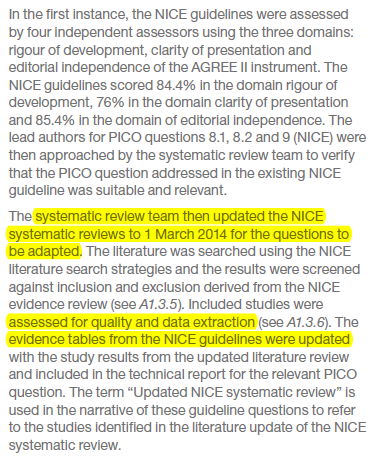 In the first instance, the NICE guidelines were assessed
by four independent assessors using the three domains:
rigour of development, clarity of presentation and
editorial independence of the AGREE II instrument. The
NICE guidelines scored 84.4% in the domain rigour of
development, 76% in the domain clarity of presentation
and 85.4% in the domain of editorial independence. The
lead authors for PICO questions 8.1, 8.2 and 9 (NICE) were
then approached by the systematic review team to verify
that the PICO question addressed in the existing NICE
guideline was suitable and relevant.
The systematic review team then updated the NICE
systematic reviews to 1 March 2014 for the questions to
be adapted. The literature was searched using the NICE
literature search strategies and the results were screened
against inclusion and exclusion derived from the NICE
evidence review (see A1.3.5). Included studies were
assessed for quality and data extraction (see A1.3.6). The
evidence tables from the NICE guidelines were updated
with the study results from the updated literature review
and included in the technical report for the relevant PICO
question. The term “Updated NICE systematic review” is
used in the narrative of these guideline questions to refer
to the studies identified in the literature update of the NICE
systematic review.